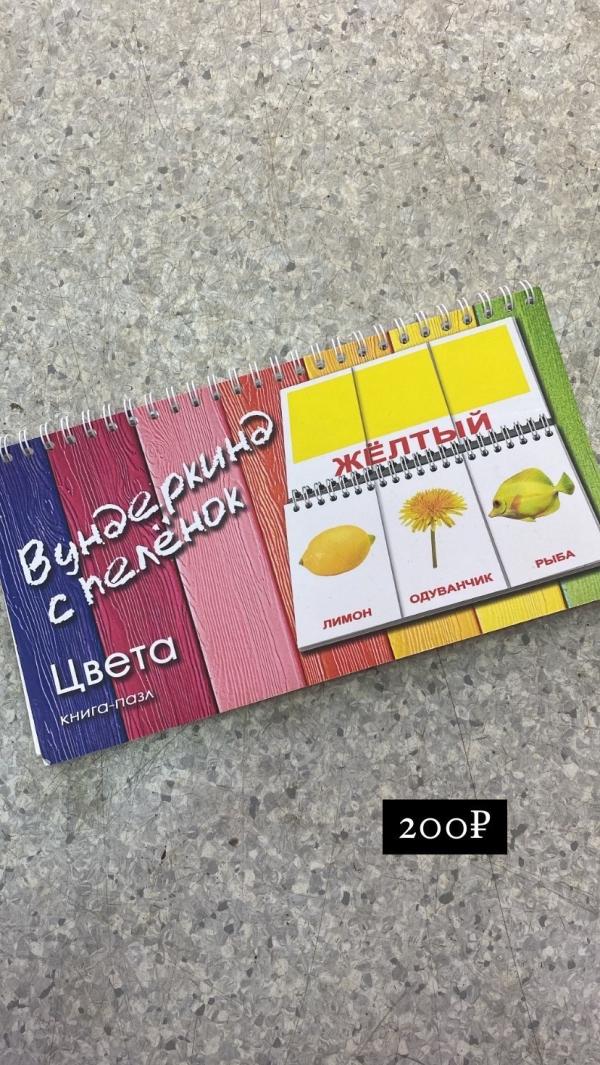 Вундеркинд
с пелёнок
Цвета
книга-пазл
ЖЁЛТЫЙ
ЛИМОН
ОДУВАНЧИК
РЫБА
200₽